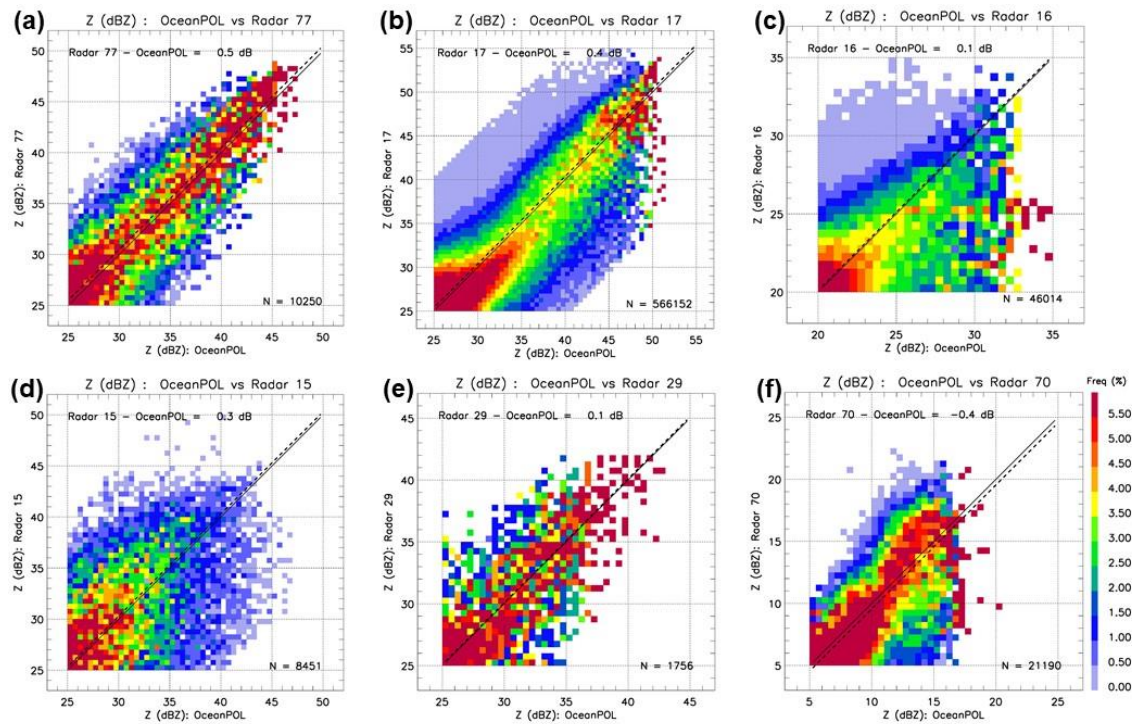 (a) Z (dBZ) : OceanPOL vs Radar 77
Radar 77 - OceanPOL = 0.5 dB
50
45
40
35
30
25
Z (dBZ): Radar 77
N = 10250
25 30 35 40 45 50
Z (dBZ): OceanPOL
(b) Z (dBZ) : OceanPOL vs Radar 17
Radar 17 - OceanPOL = 0.4 dB
55
50
45
40
35
30
25
Z (dBZ): Radar 17
N = 566152
25 30 35 40 45 50 55
Z (dBZ): OceanPOL
(c) Z (dBZ) : OceanPOL vs Radar 16
Radar 16 - OceanPOL = 0.1 dB
35
30
25
20
Z (dBZ): Radar 16
N = 46014
20 25 30 35
Z (dBZ): OceanPOL
(d) Z (dBZ) : OceanPOL vs Radar 15
Radar 15 - OceanPOL = 0.3 dB
50
45
40
35
30
25
Z (dBZ): Radar 15
N = 8451
25 30 35 40 45 50
Z (dBZ): OceanPOL
(e) Z (dBZ) : OceanPOL vs Radar 29
Radar 29 - OceanPOL = 0.1 dB
45
40
35
30
25
Z (dBZ): Radar 29
N = 1756
25 30 35 40 45
Z (dBZ): OceanPOL
(f) Z (dBZ) : OceanPOL vs Radar 70
Radar 70 - OceanPOL = -0.4 dB
25
20
15
10
5
Z (dBZ): Radar 70
N = 21190
5 10 15 20 25
Z (dBZ): OceanPOL
Freq (%)
5.50
5.00
4.50
4.00
3.50
3.00
2.50
2.00
1.50
1.00
0.50
0.00